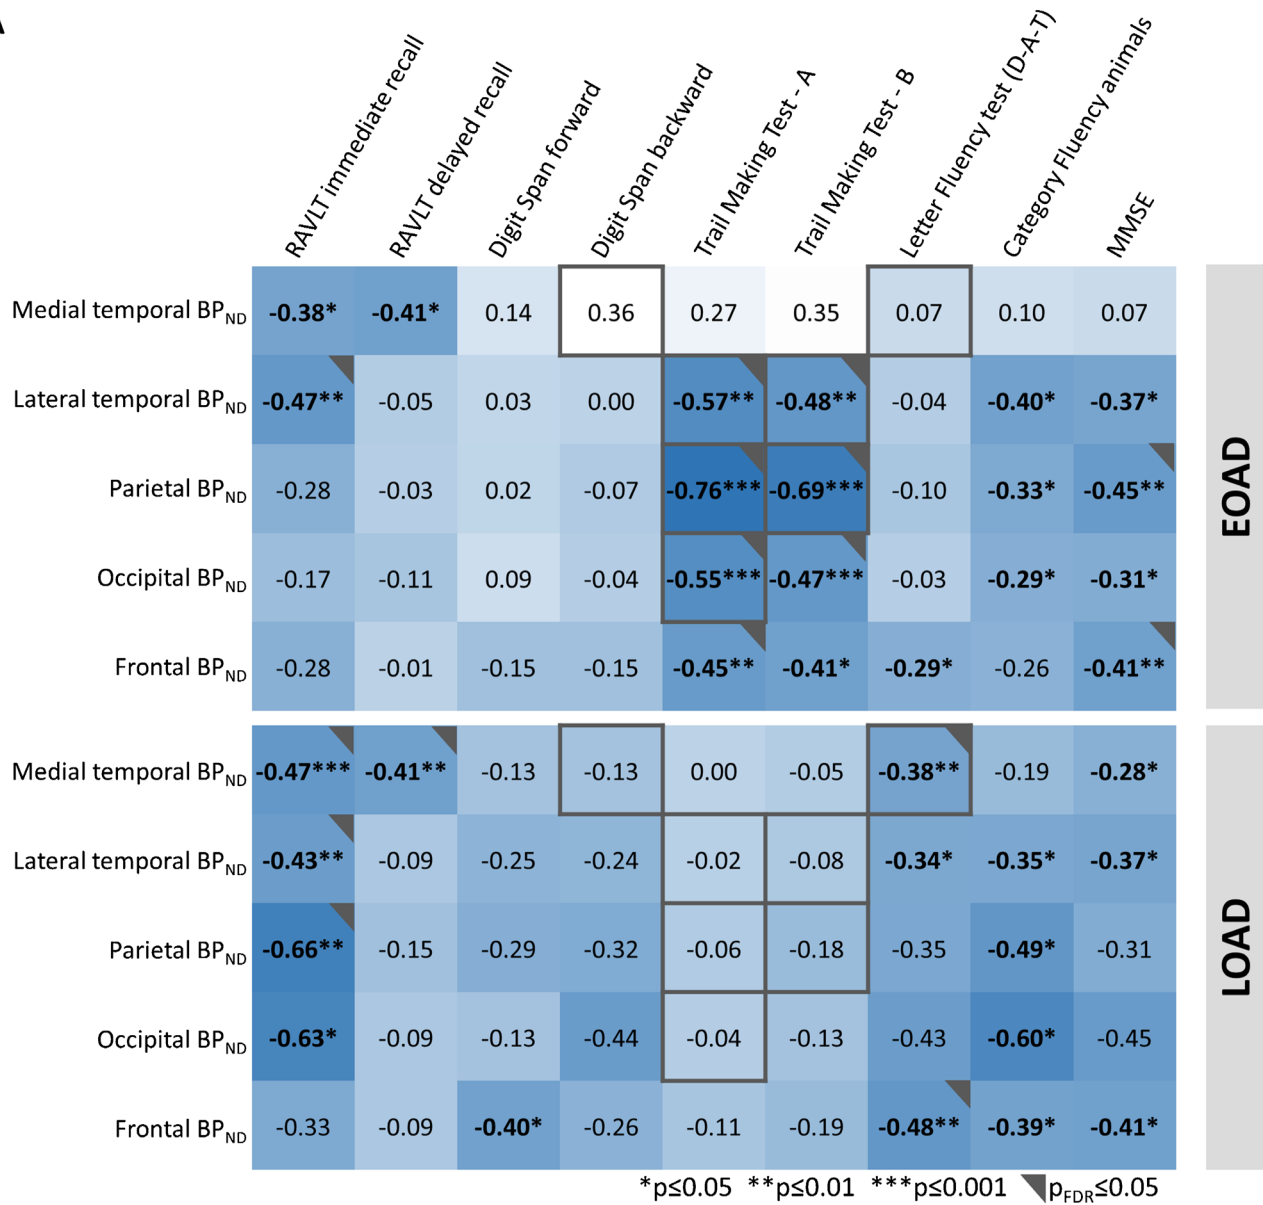 A
RAVLT immediate recall
RAVLT delayed recall
Digit Span forward
Digit Span backward
Trail Making Test - A
Trail Making Test - B
Letter Fluency test (D-A-T)
Category Fluency animals
MMSE
Medial temporal BPND -0.38* -0.41* 0.14 0.36 0.27 0.35 0.07 0.10 0.07
Lateral temporal BPND -0.47** -0.05 0.03 0.00 -0.57** -0.48** -0.04 -0.40* -0.37*
Parietal BPND -0.28 -0.03 0.02 -0.07 -0.76*** -0.69*** -0.10 -0.33* -0.45**
Occipital BPND -0.17 -0.11 0.09 -0.04 -0.55*** -0.47*** -0.03 -0.29* -0.31*
Frontal BPND -0.28 -0.01 -0.15 -0.15 -0.45** -0.41* -0.29* -0.26 -0.41**
EOAD
Medial temporal BPND -0.47*** -0.41** -0.13 -0.13 0.00 -0.05 -0.38** -0.19 -0.28*
Lateral temporal BPND -0.43** -0.09 -0.25 -0.24 -0.02 -0.08 -0.34* -0.35* -0.37*
Parietal BPND -0.66** -0.15 -0.29 -0.32 -0.06 -0.18 -0.35 -0.49* -0.31
Occipital BPND -0.63* -0.09 -0.13 -0.44 -0.04 -0.13 -0.43 -0.60* -0.45
Frontal BPND -0.33 -0.09 -0.40* -0.26 -0.11 -0.19 -0.48** -0.39* -0.41*
LOAD
*p≤0.05 **p≤0.01 ***p≤0.001 pFDR≤0.05